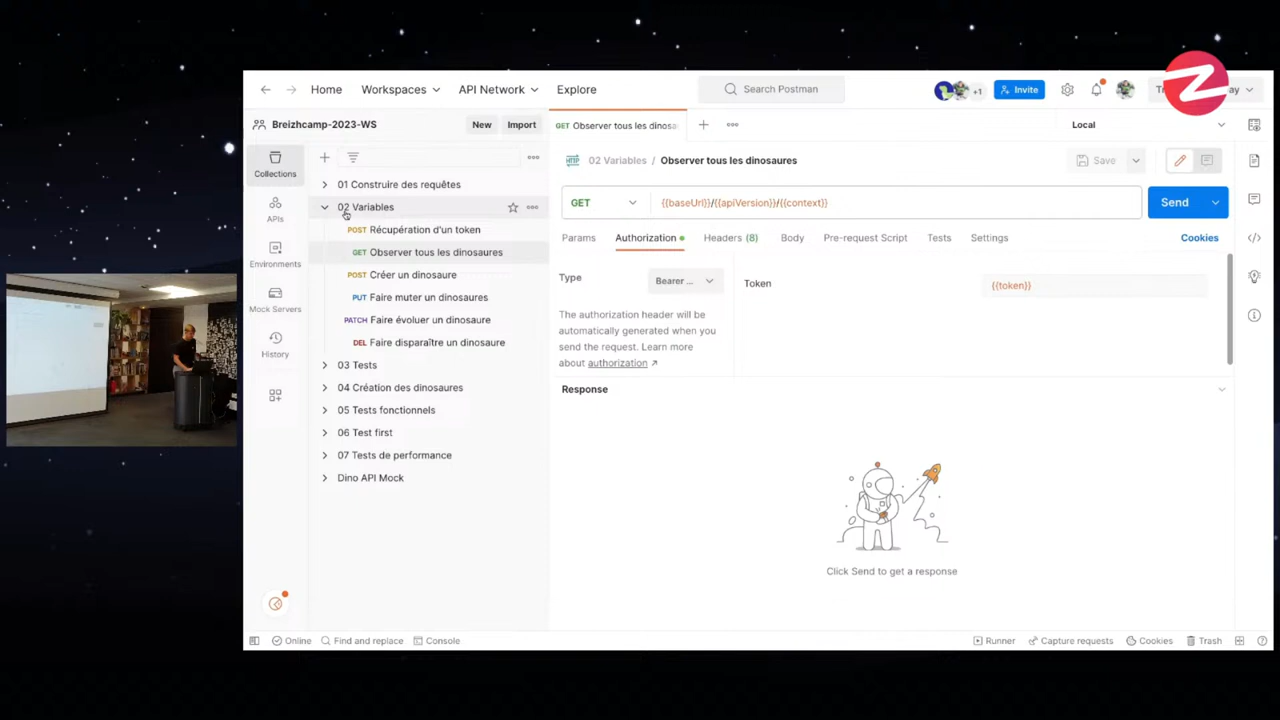 Home Workspaces API Network Explore Search Postman +1 Invite
Breizhcamp-2023-WS New Import GET Observer tous les dinosa Local
Collections
APIs
Environments
Mock Servers
History
01 Construire des requêtes
02 Variables
POST Récupération d'un token
GET Observer tous les dinosaures
POST Créer un dinosaure
PUT Faire muter un dinosaures
PATCH Faire évoluer un dinosaure
DEL Faire disparaître un dinosaure
03 Tests
04 Création des dinosaures
05 Tests fonctionnels
06 Test first
07 Tests de performance
Dino API Mock
HTTP 02 Variables / Observer tous les dinosaures Save
GET {{baseUrl}}/{{apiVersion}}/{{context}} Send
Params Authorization Headers (8) Body Pre-request Script Tests Settings Cookies
Type Bearer ... Token {{token}}
The authorization header will be
automatically generated when you
send the request. Learn more
about authorization ↗
Response
Click Send to get a response
Online Find and replace Console Runner Capture requests Cookies Trash